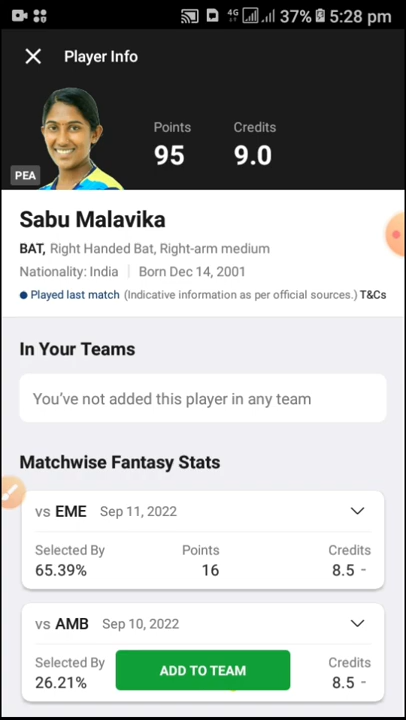 4G 37% 5:28 pm
Player Info
Points Credits
95 9.0
PEA
Sabu Malavika
BAT, Right Handed Bat, Right-arm medium
Nationality: India | Born Dec 14, 2001
Played last match (Indicative information as per official sources.) T&Cs
In Your Teams
You've not added this player in any team
Matchwise Fantasy Stats
vs EME Sep 11, 2022
Selected By Points Credits
65.39% 16 8.5 -
vs AMB Sep 10, 2022
Selected By Credits
26.21% 8.5 -
ADD TO TEAM